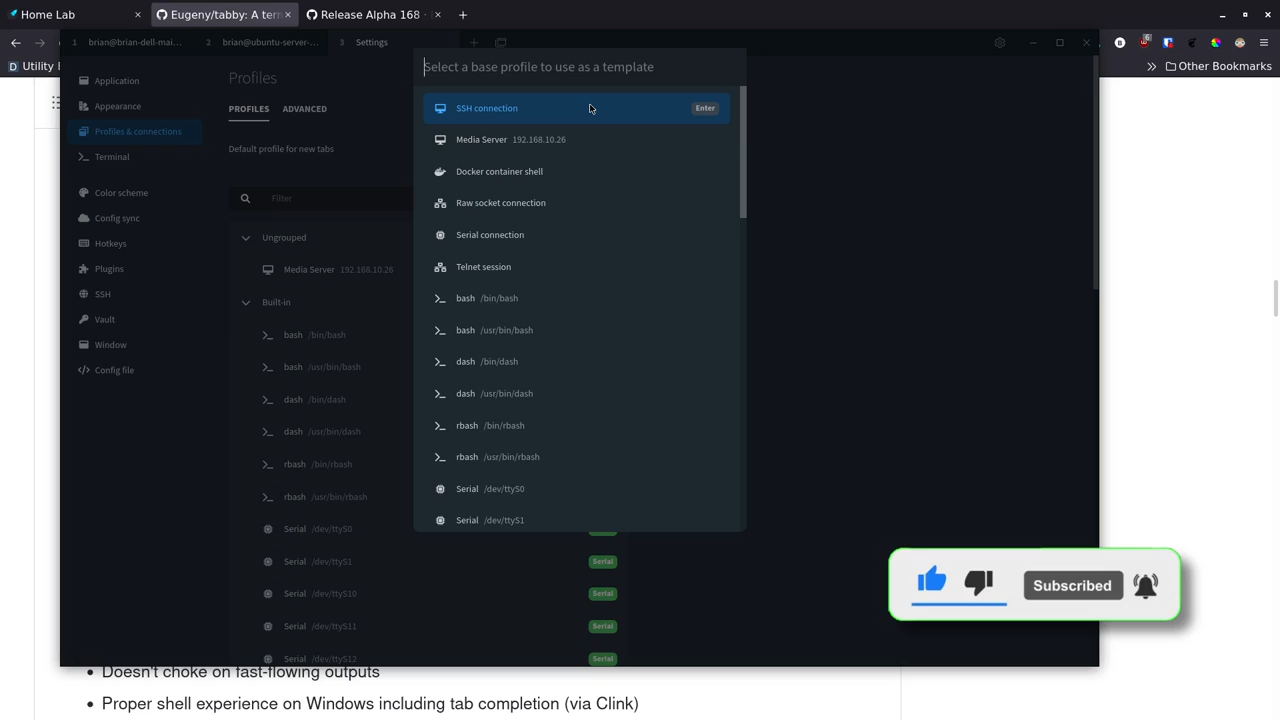 Home Lab
Eugeny/tabby: A tern
Release Alpha 168
Utility B
Other Bookmarks
6
1 brian@brian-dell-mai...
2 brian@ubuntu-server-...
3 Settings
Application
Appearance
Profiles & connections
Terminal
Color scheme
Config sync
Hotkeys
Plugins
SSH
Vault
Window
Config file
Profiles
PROFILES
ADVANCED
Default profile for new tabs
Filter
Ungrouped
Media Server 192.168.10.26
Built-in
bash /bin/bash
bash /usr/bin/bash
dash /bin/dash
dash /usr/bin/dash
rbash /bin/rbash
rbash /usr/bin/rbash
Serial /dev/ttyS0
Serial /dev/ttyS1 Serial
Serial /dev/ttyS10 Serial
Serial /dev/ttyS11 Serial
Serial /dev/ttyS12 Serial
Select a base profile to use as a template
SSH connection Enter
Media Server 192.168.10.26
Docker container shell
Raw socket connection
Serial connection
Telnet session
bash /bin/bash
bash /usr/bin/bash
dash /bin/dash
dash /usr/bin/dash
rbash /bin/rbash
rbash /usr/bin/rbash
Serial /dev/ttyS0
Serial /dev/ttyS1
Subscribed
• Doesn't choke on fast-flowing outputs
• Proper shell experience on Windows including tab completion (via Clink)